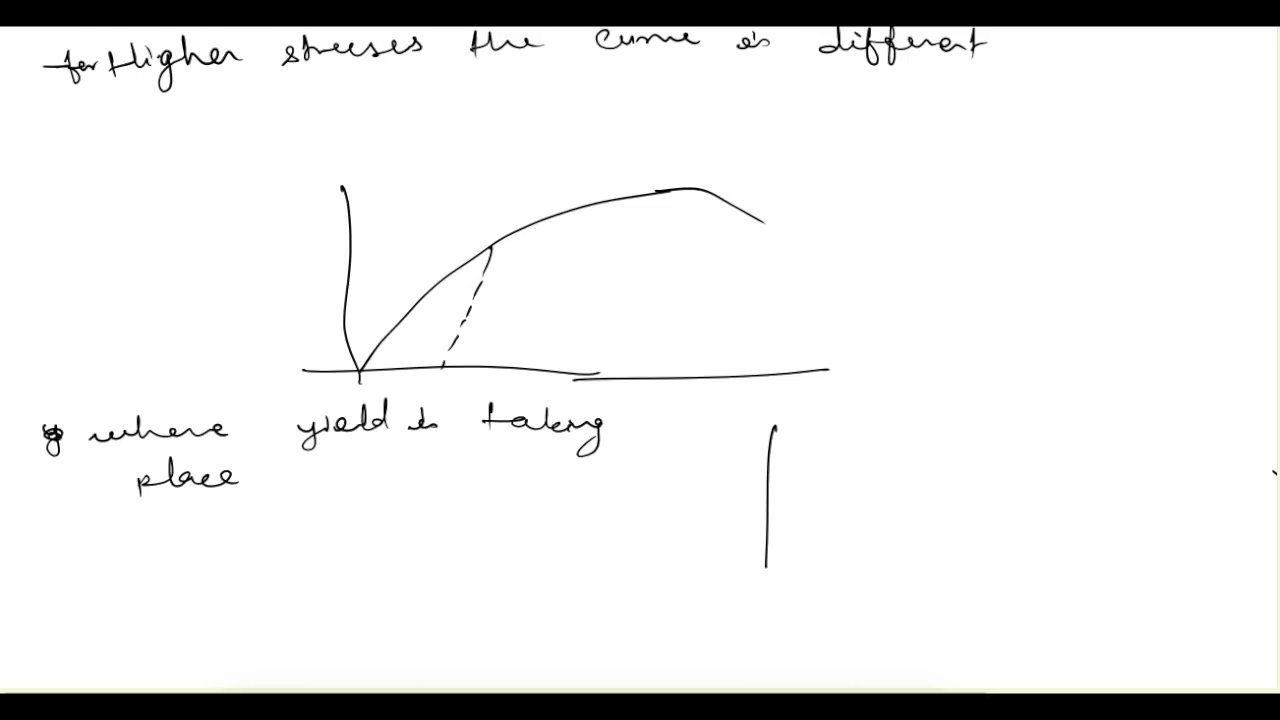 for Higher stresses the curve is different
where yield is taking
place